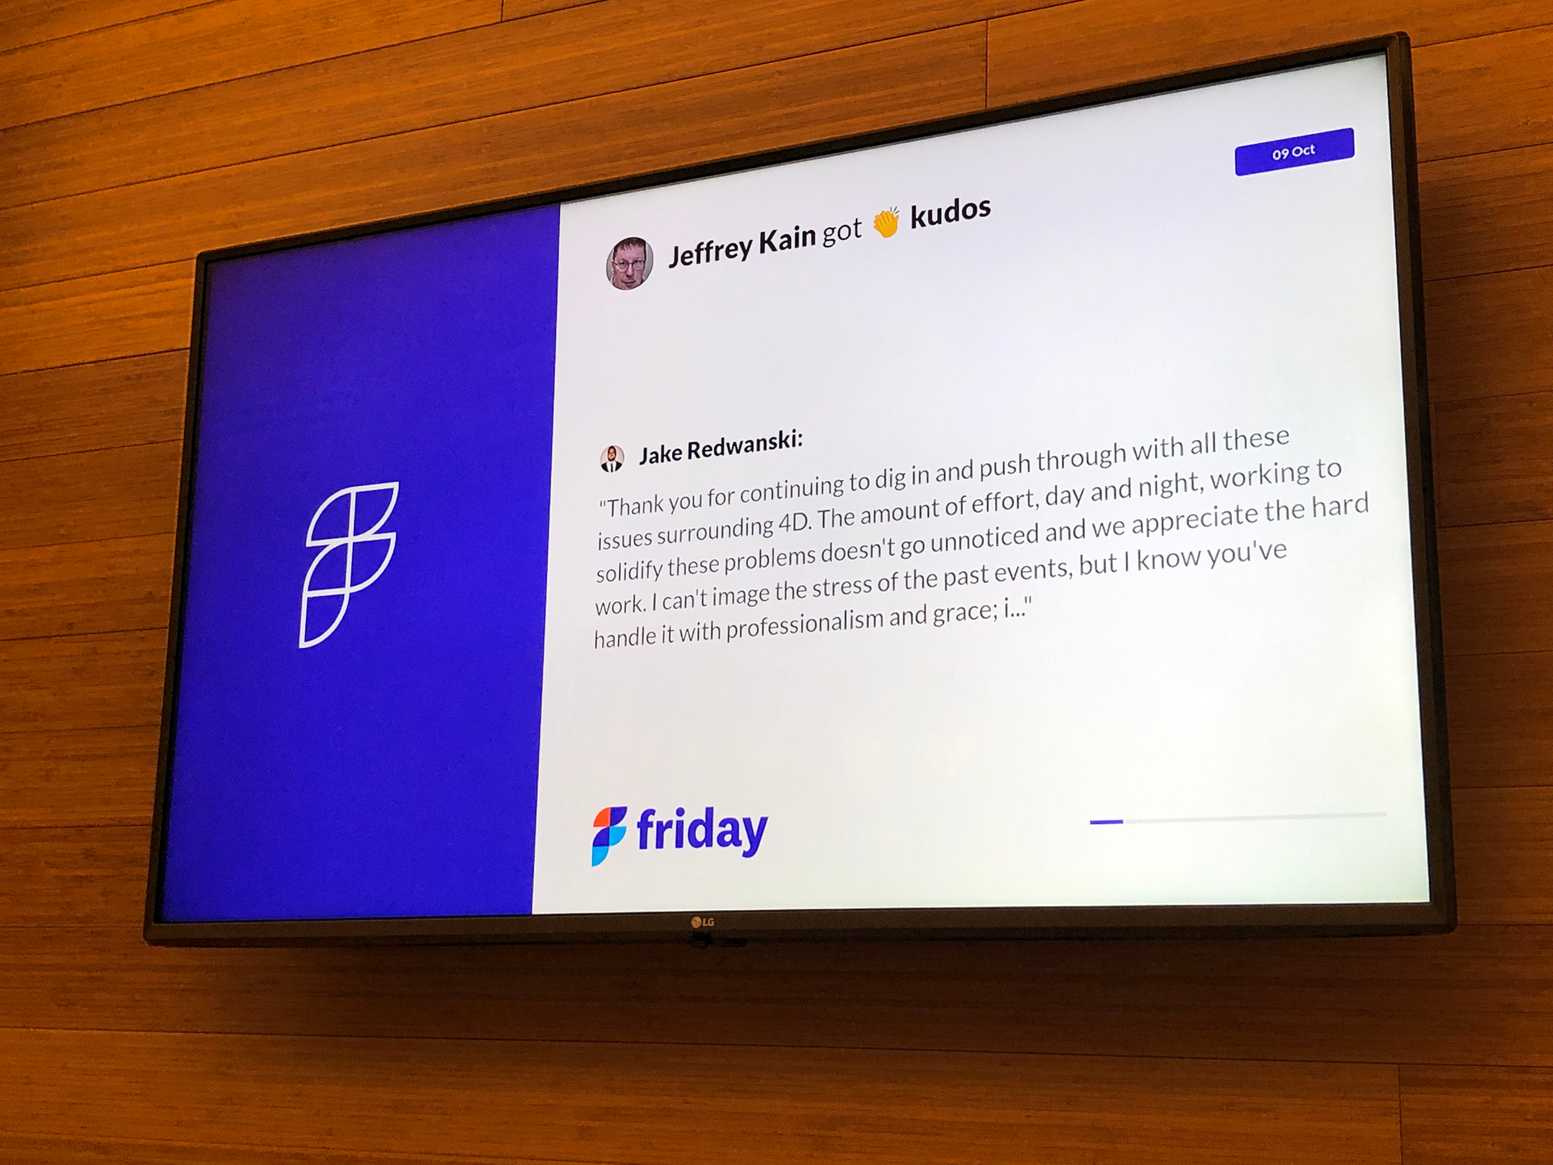 09 Oct
Jeffrey Kain got 👏 kudos
Jake Redwanski:
"Thank you for continuing to dig in and push through with all these
issues surrounding 4D. The amount of effort, day and night, working to
solidify these problems doesn't go unnoticed and we appreciate the hard
work. I can't image the stress of the past events, but I know you've
handle it with professionalism and grace; i..."
friday
LG